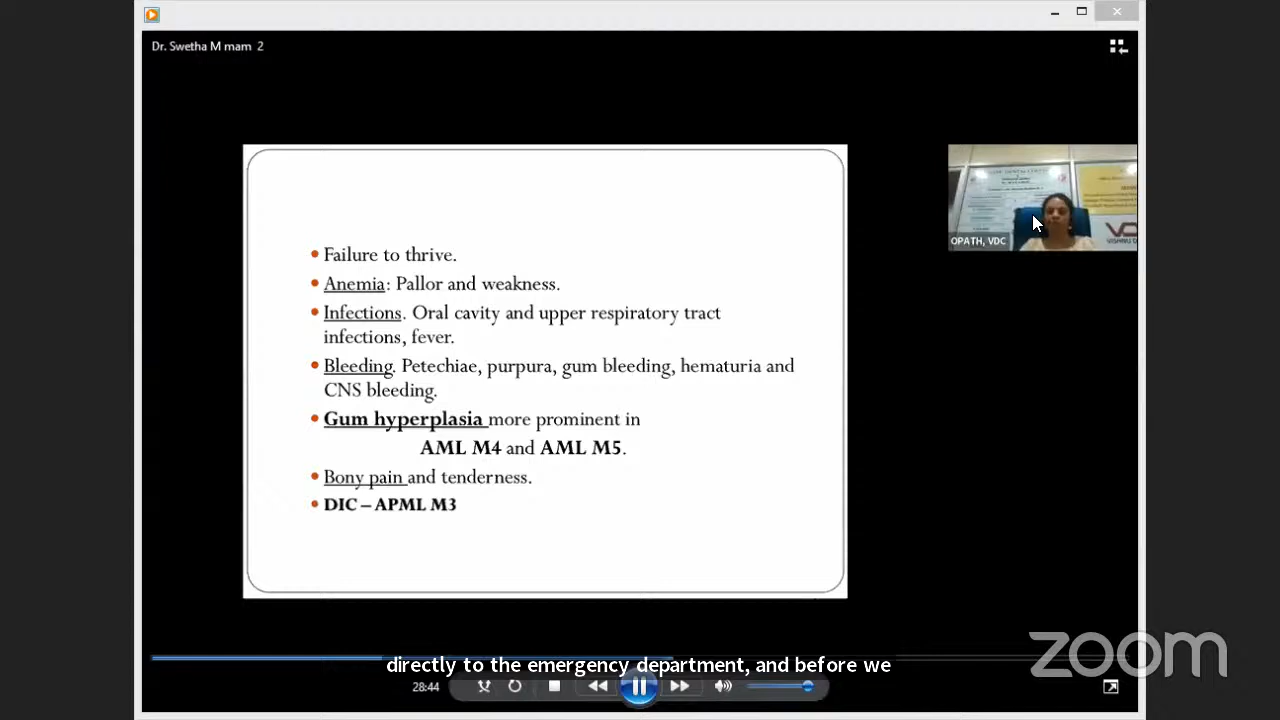 Dr. Swetha M mam 2
• Failure to thrive.
• Anemia: Pallor and weakness.
• Infections. Oral cavity and upper respiratory tract
infections, fever.
• Bleeding. Petechiae, purpura, gum bleeding, hematuria and
CNS bleeding.
• Gum hyperplasia more prominent in
AML M4 and AML M5.
• Bony pain and tenderness.
• DIC – APML M3
OPATH, VDC
directly to the emergency department, and before we
28:44
zoom